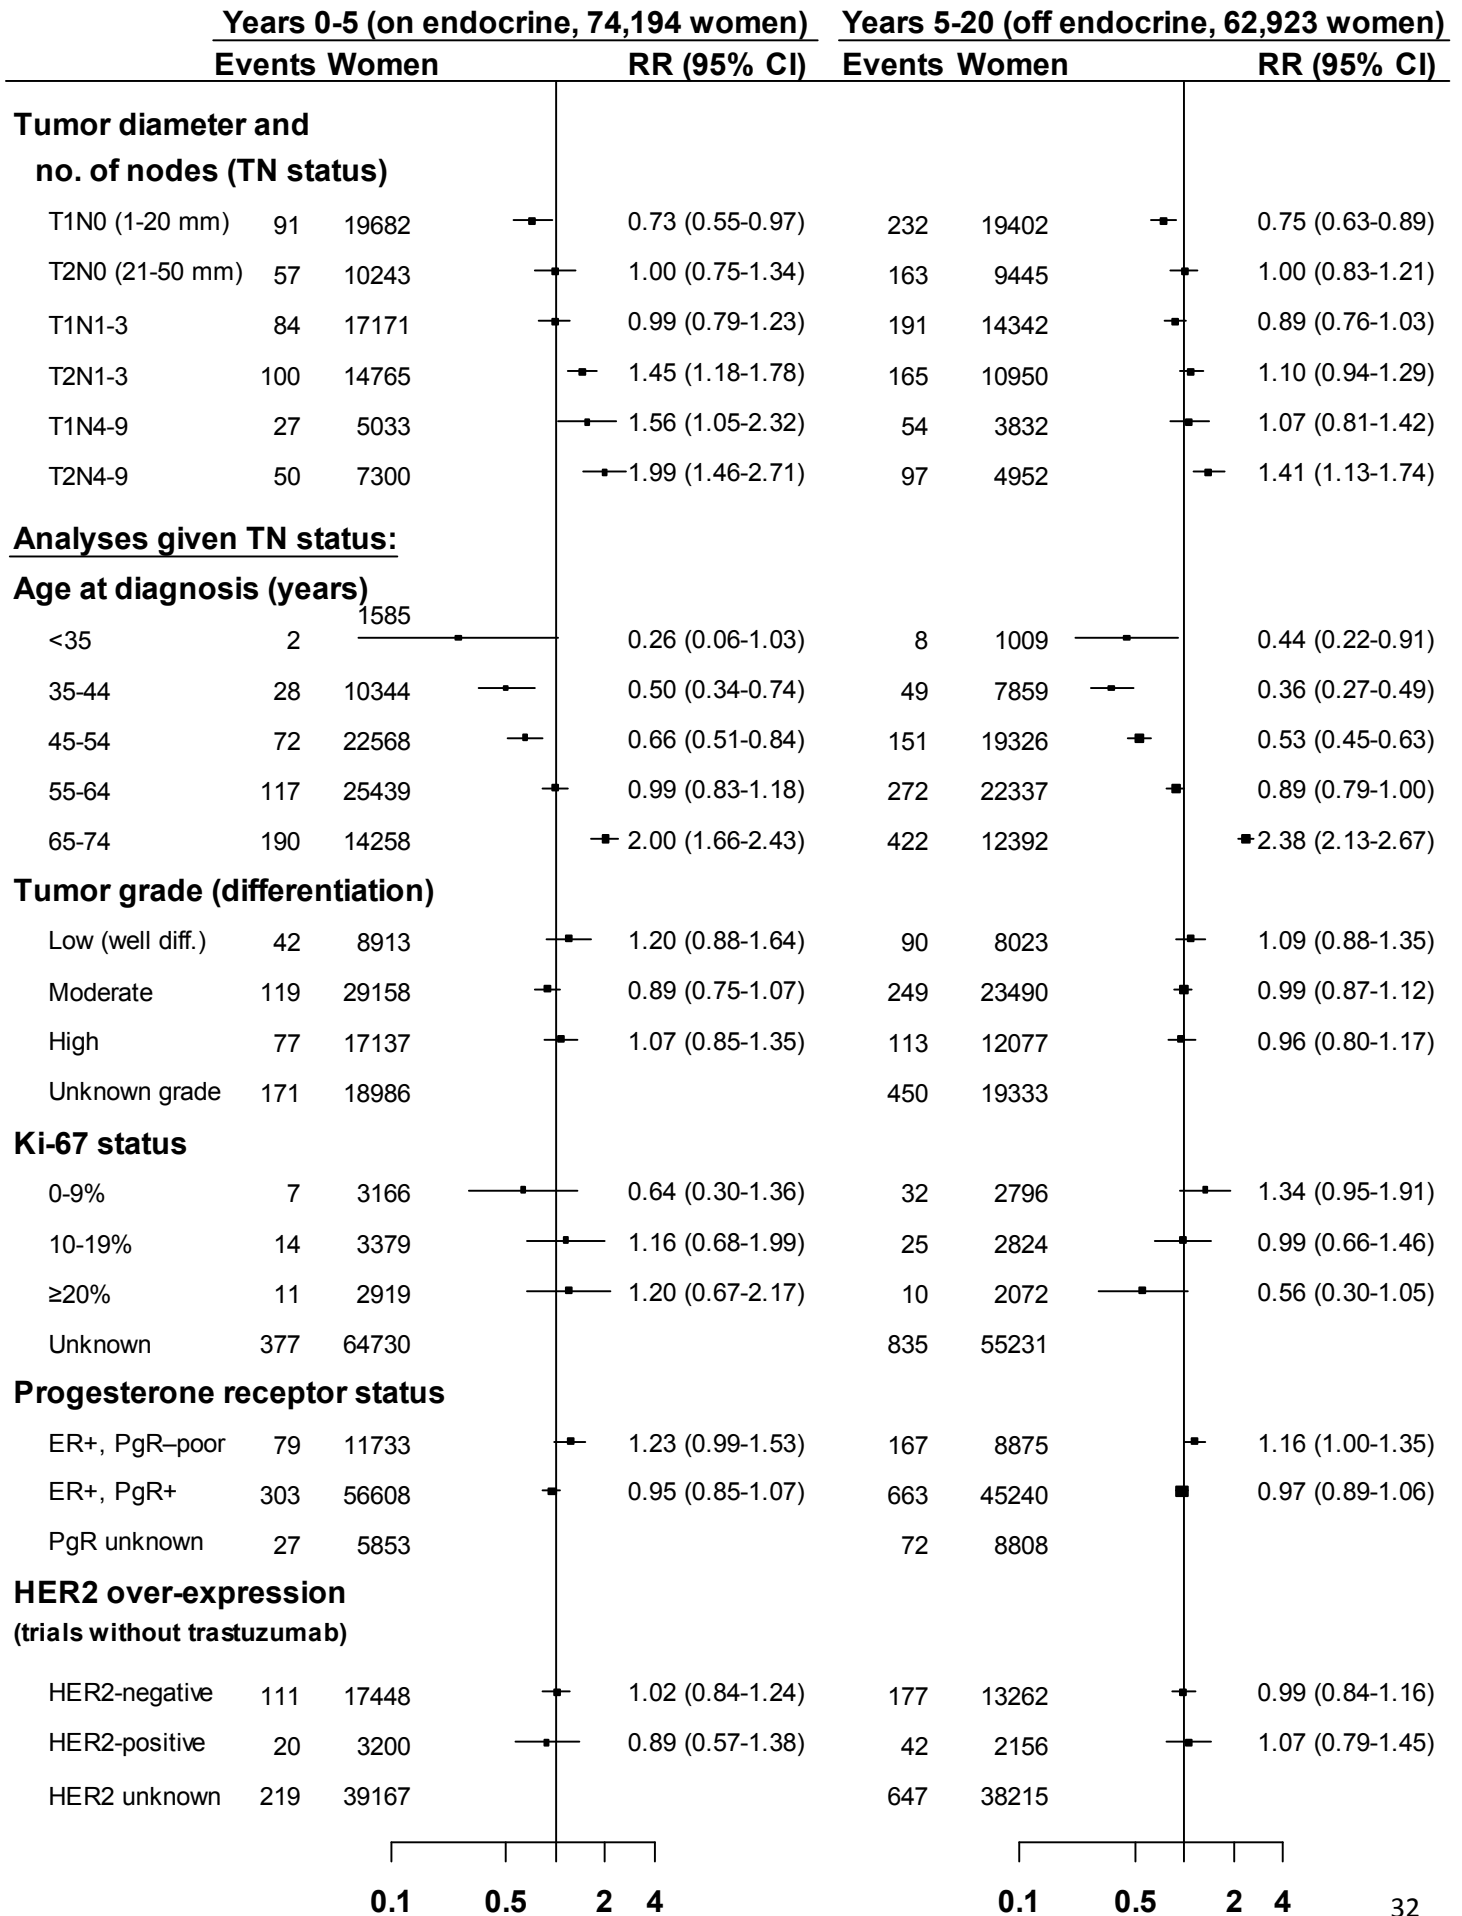 Years 0-5 (on endocrine, 74,194 women) Years 5-20 (off endocrine, 62,923 women)
Events Women RR (95% CI) Events Women RR (95% CI)
Tumor diameter and
no. of nodes (TN status)
T1N0 (1-20 mm) 91 19682 0.73 (0.55-0.97) 232 19402 0.75 (0.63-0.89)
T2N0 (21-50 mm) 57 10243 1.00 (0.75-1.34) 163 9445 1.00 (0.83-1.21)
T1N1-3 84 17171 0.99 (0.79-1.23) 191 14342 0.89 (0.76-1.03)
T2N1-3 100 14765 1.45 (1.18-1.78) 165 10950 1.10 (0.94-1.29)
T1N4-9 27 5033 1.56 (1.05-2.32) 54 3832 1.07 (0.81-1.42)
T2N4-9 50 7300 1.99 (1.46-2.71) 97 4952 1.41 (1.13-1.74)
Analyses given TN status:
Age at diagnosis (years)
<35 2 1585 0.26 (0.06-1.03) 8 1009 0.44 (0.22-0.91)
35-44 28 10344 0.50 (0.34-0.74) 49 7859 0.36 (0.27-0.49)
45-54 72 22568 0.66 (0.51-0.84) 151 19326 0.53 (0.45-0.63)
55-64 117 25439 0.99 (0.83-1.18) 272 22337 0.89 (0.79-1.00)
65-74 190 14258 2.00 (1.66-2.43) 422 12392 2.38 (2.13-2.67)
Tumor grade (differentiation)
Low (well diff.) 42 8913 1.20 (0.88-1.64) 90 8023 1.09 (0.88-1.35)
Moderate 119 29158 0.89 (0.75-1.07) 249 23490 0.99 (0.87-1.12)
High 77 17137 1.07 (0.85-1.35) 113 12077 0.96 (0.80-1.17)
Unknown grade 171 18986 450 19333
Ki-67 status
0-9% 7 3166 0.64 (0.30-1.36) 32 2796 1.34 (0.95-1.91)
10-19% 14 3379 1.16 (0.68-1.99) 25 2824 0.99 (0.66-1.46)
≥20% 11 2919 1.20 (0.67-2.17) 10 2072 0.56 (0.30-1.05)
Unknown 377 64730 835 55231
Progesterone receptor status
ER+, PgR–poor 79 11733 1.23 (0.99-1.53) 167 8875 1.16 (1.00-1.35)
ER+, PgR+ 303 56608 0.95 (0.85-1.07) 663 45240 0.97 (0.89-1.06)
PgR unknown 27 5853 72 8808
HER2 over-expression
(trials without trastuzumab)
HER2-negative 111 17448 1.02 (0.84-1.24) 177 13262 0.99 (0.84-1.16)
HER2-positive 20 3200 0.89 (0.57-1.38) 42 2156 1.07 (0.79-1.45)
HER2 unknown 219 39167 647 38215
0.1 0.5 2 4 0.1 0.5 2 4
32